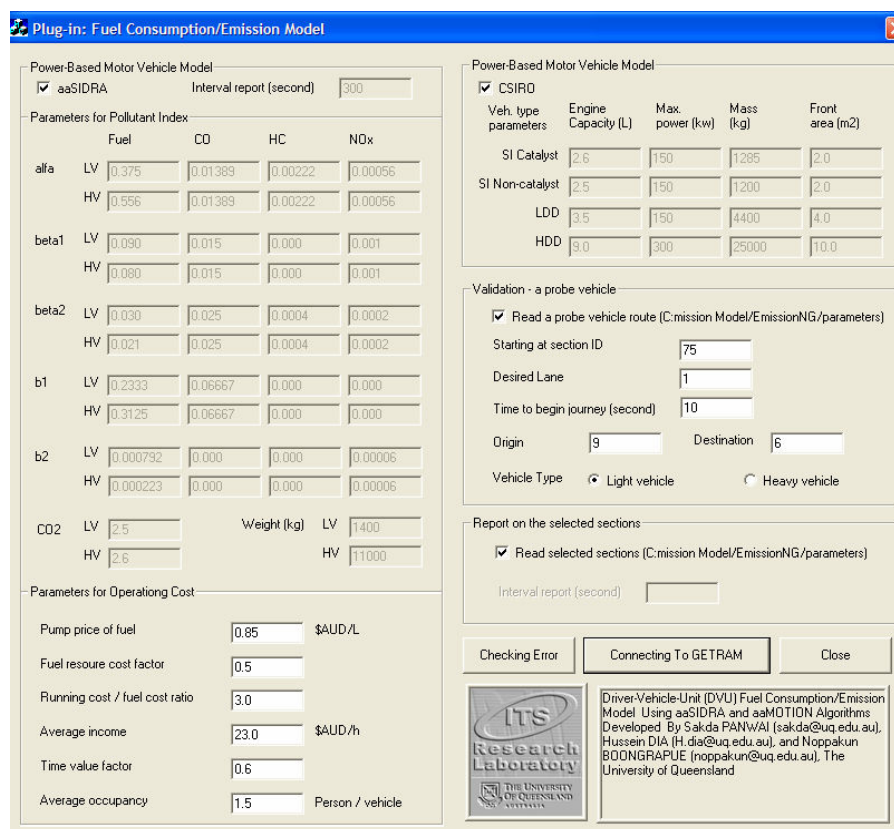 Plug-in: Fuel Consumption/Emission Model
Power-Based Motor Vehicle Model
aaSIDRA Interval report (second) 300
Parameters for Pollutant Index
Fuel CO HC NOx
alfa LV 0.375 0.01389 0.00222 0.00056
HV 0.556 0.01389 0.00222 0.00056
beta1 LV 0.090 0.015 0.000 0.001
HV 0.080 0.015 0.000 0.001
beta2 LV 0.030 0.025 0.0004 0.0002
HV 0.021 0.025 0.0004 0.0002
b1 LV 0.2333 0.06667 0.000 0.000
HV 0.3125 0.06667 0.000 0.000
b2 LV 0.000792 0.000 0.000 0.00006
HV 0.000223 0.000 0.000 0.00006
CO2 LV 2.5 Weight (kg) LV 1400
HV 2.6 HV 11000
Parameters for Operationg Cost
Pump price of fuel 0.85 $AUD/L
Fuel resoure cost factor 0.5
Running cost / fuel cost ratio 3.0
Average income 23.0 $AUD/h
Time value factor 0.6
Average occupancy 1.5 Person / vehicle
Power-Based Motor Vehicle Model
CSIRO
Veh. type parameters Engine Capacity (L) Max. power (kw) Mass (kg) Front area (m2)
SI Catalyst 2.6 150 1285 2.0
SI Non-catalyst 2.5 150 1200 2.0
LDD 3.5 150 4400 4.0
HDD 9.0 300 25000 10.0
Validation - a probe vehicle
Read a probe vehicle route (C:mission Model/EmissionNG/parameters)
Starting at section ID 75
Desired Lane 1
Time to begin journey (second) 10
Origin 9 Destination 6
Vehicle Type Light vehicle Heavy vehicle
Report on the selected sections
Read selected sections (C:mission Model/EmissionNG/parameters)
Interval report (second)
Checking Error Connecting To GETRAM Close
ITS
Research
Laboratory
THE UNIVERSITY
OF QUEENSLAND
AUSTRALIA
Driver-Vehicle-Unit (DVU) Fuel Consumption/Emission
Model Using aaSIDRA and aaMOTION Algorithms
Developed By Sakda PANWAI (sakda@uq.edu.au),
Hussein DIA (H.dia@uq.edu.au), and Noppakun
BOONGRAPUE (noppakun@uq.edu.au), The
University of Queensland